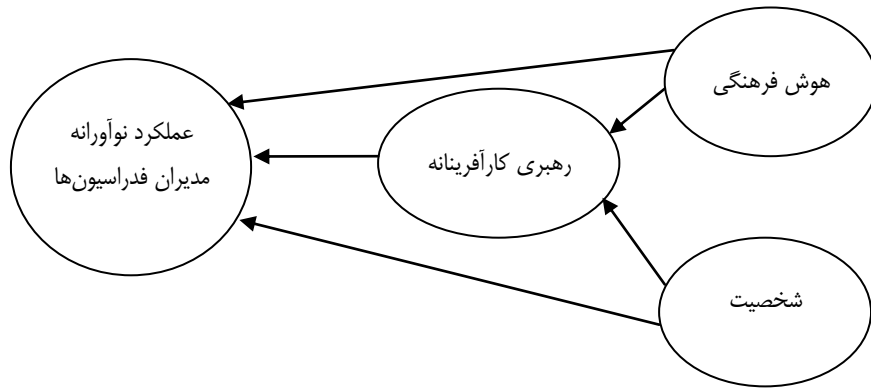 هوش فرهنگی
رهبری کارآفرینانه
عملکرد نوآورانه
مدیران فدراسیون‌ها
شخصیت